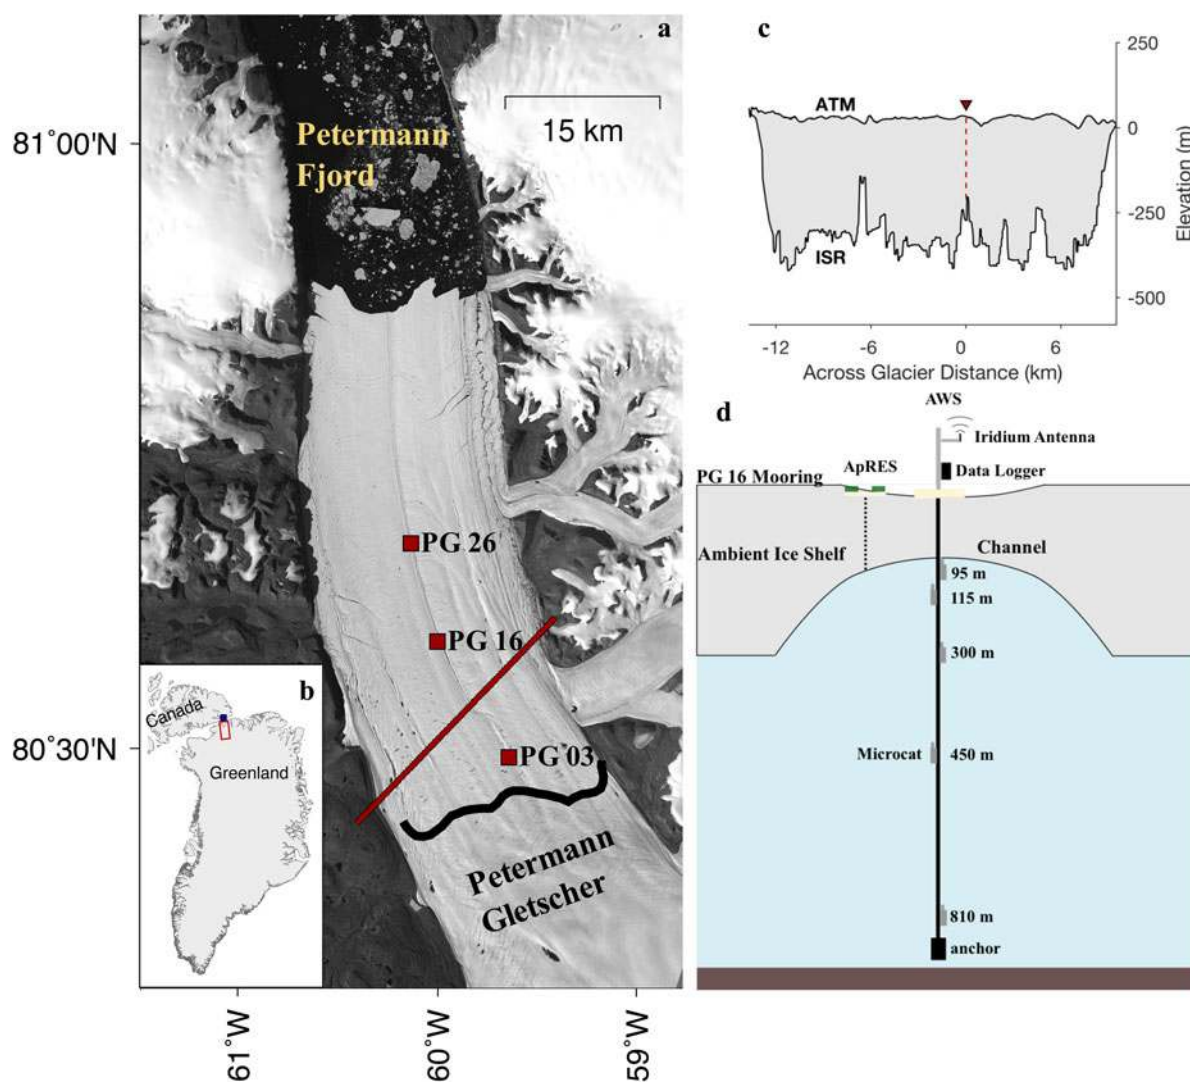 a
81°00'N
Petermann
Fjord
15 km
PG 26
PG 16
PG 03
80°30'N
Petermann
Gletscher
61°W
60°W
59°W
b
Canada
Greenland
c
250
ATM
0
-250
ISR
-500
Elevation (m)
-12
-6
0
6
Across Glacier Distance (km)
d
AWS
Iridium Antenna
ApRES
Data Logger
PG 16 Mooring
Ambient Ice Shelf
Channel
95 m
115 m
300 m
Microcat
450 m
810 m
anchor